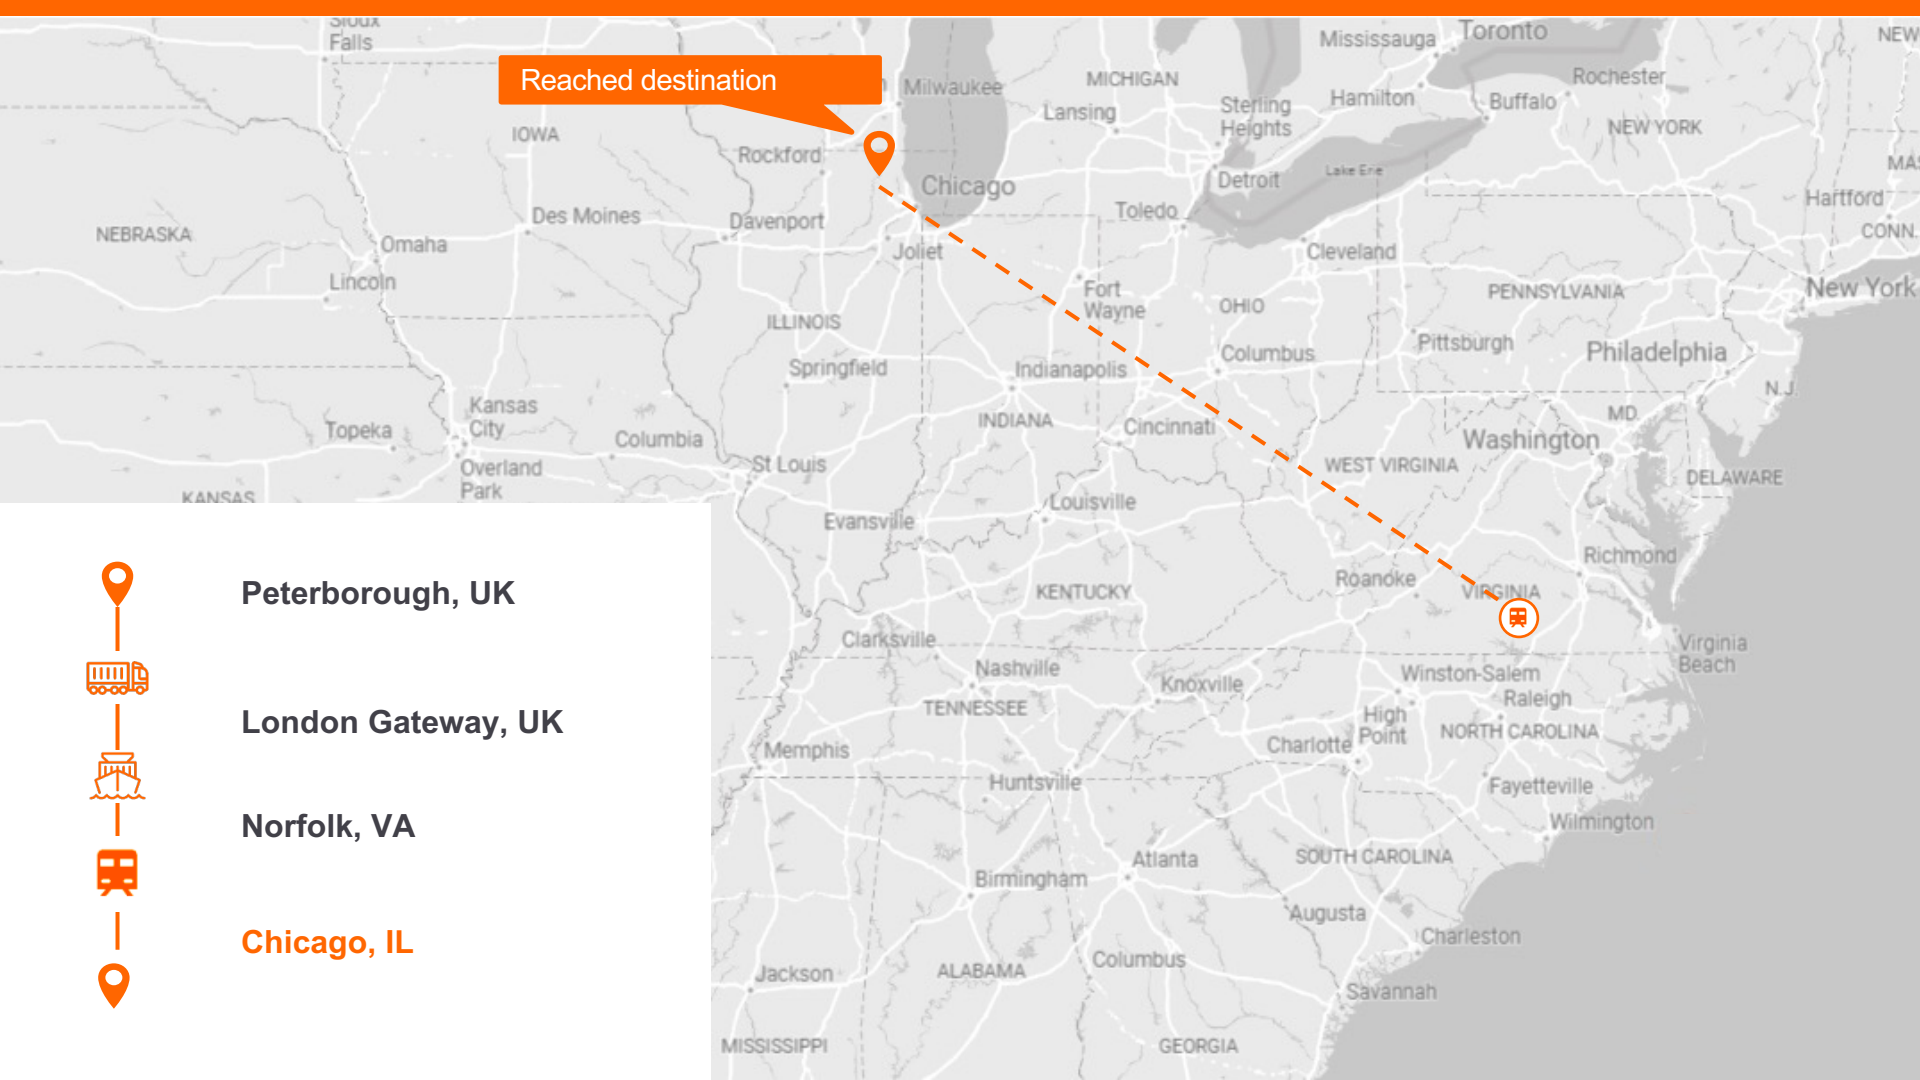 Sioux
Falls
Reached destination
Milwaukee
MICHIGAN
Mississauga
Toronto
NEW
Rochester
Lansing
Sterling
Heights
Hamilton
Buffalo
NEW YORK
IOWA
Rockford
Chicago
Detroit
Lake Erie
MAS
Hartford
CONN.
Des Moines
Davenport
Toledo
NEBRASKA
Omaha
Joliet
Cleveland
Lincoln
Fort
Wayne
OHIO
PENNSYLVANIA
New York
ILLINOIS
Springfield
Indianapolis
Columbus
Pittsburgh
Philadelphia
N.J.
Kansas
City
INDIANA
Cincinnati
MD.
Topeka
Columbia
Washington
Overland
Park
St Louis
WEST VIRGINIA
DELAWARE
KANSAS
Louisville
Evansville
Richmond
Roanoke
VIRGINIA
KENTUCKY
Clarksville
Virginia
Beach
Nashville
Knoxville
Winston-Salem
Raleigh
TENNESSEE
High
Point
NORTH CAROLINA
Memphis
Charlotte
Huntsville
Fayetteville
Wilmington
Atlanta
SOUTH CAROLINA
Birmingham
Augusta
Charleston
Jackson
ALABAMA
Columbus
Savannah
MISSISSIPPI
GEORGIA
Peterborough, UK
London Gateway, UK
Norfolk, VA
Chicago, IL